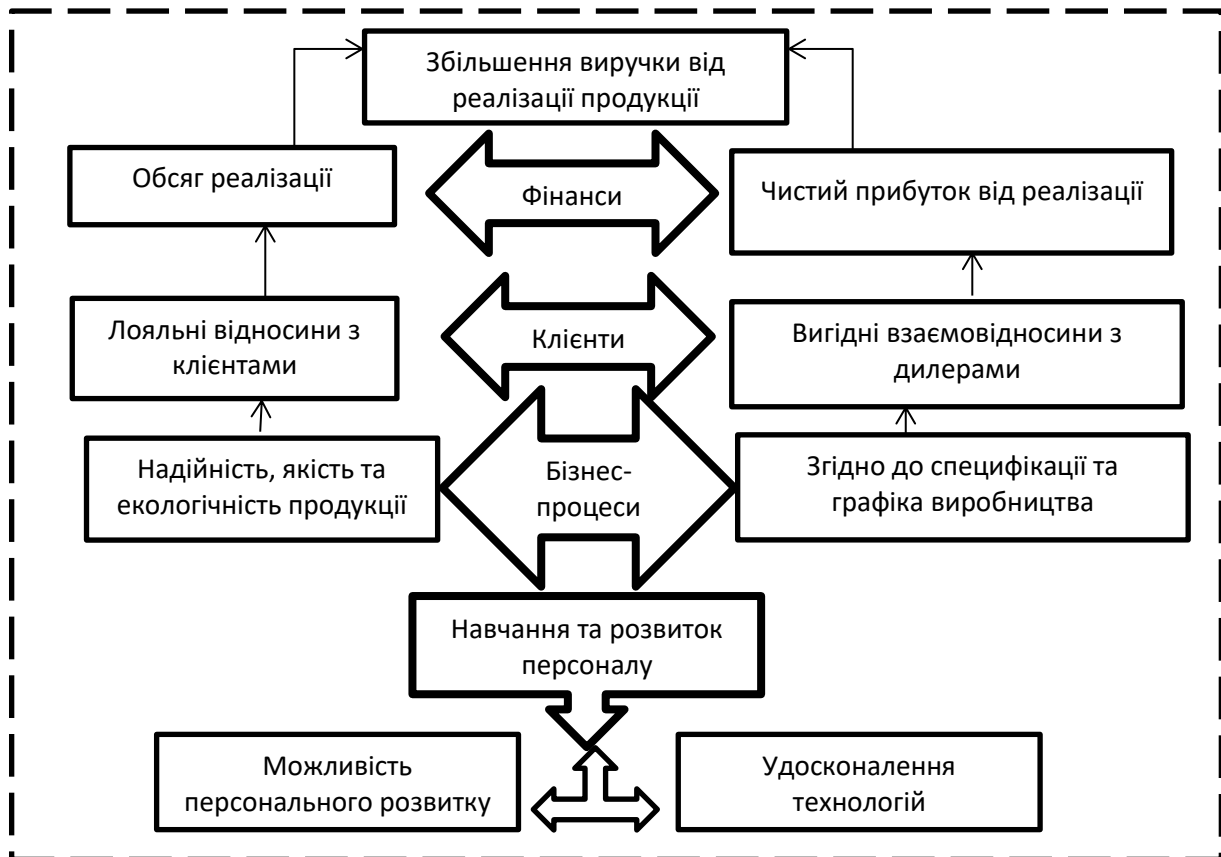 Збільшення виручки від
реалізації продукції
Обсяг реалізації
Фінанси
Чистий прибуток від реалізації
Лояльні відносини з
клієнтами
Клієнти
Вигідні взаємовідносини з
дилерами
Надійність, якість та
екологічність продукції
Бізнес-
процеси
Згідно до специфікації та
графіка виробництва
Навчання та розвиток
персоналу
Можливість
персонального розвитку
Удосконалення
технологій